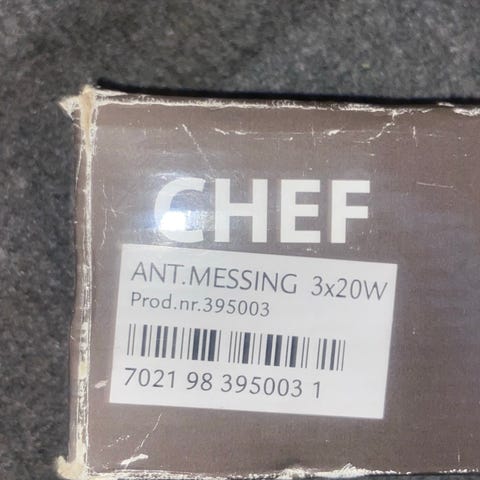 CHEF
ANT.MESSING 3x20W
Prod.nr.395003
7021 98 395003 1